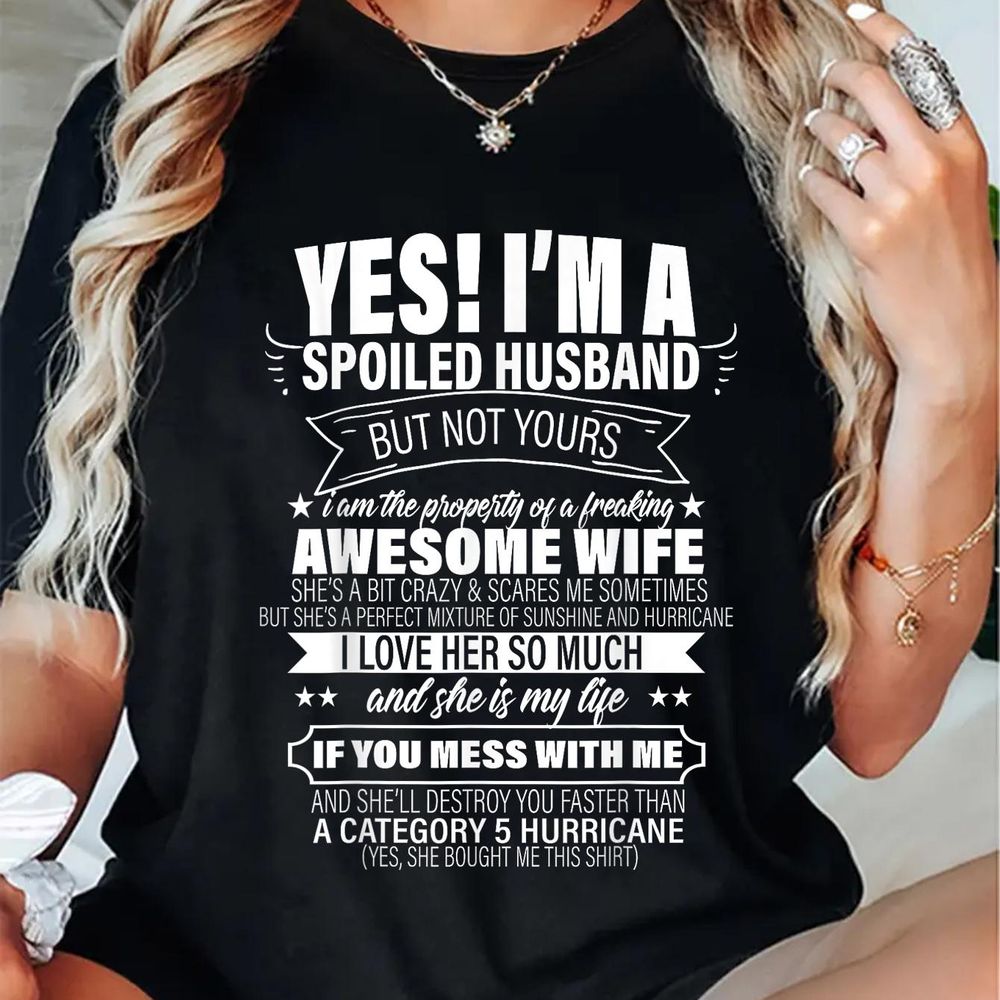 YES! I'M A
SPOILED HUSBAND
BUT NOT YOURS
i am the property of a freaking
AWESOME WIFE
SHE'S A BIT CRAZY & SCARES ME SOMETIMES
BUT SHE'S A PERFECT MIXTURE OF SUNSHINE AND HURRICANE
I LOVE HER SO MUCH
and she is my life
IF YOU MESS WITH ME
AND SHE'LL DESTROY YOU FASTER THAN
A CATEGORY 5 HURRICANE
(YES, SHE BOUGHT ME THIS SHIRT)